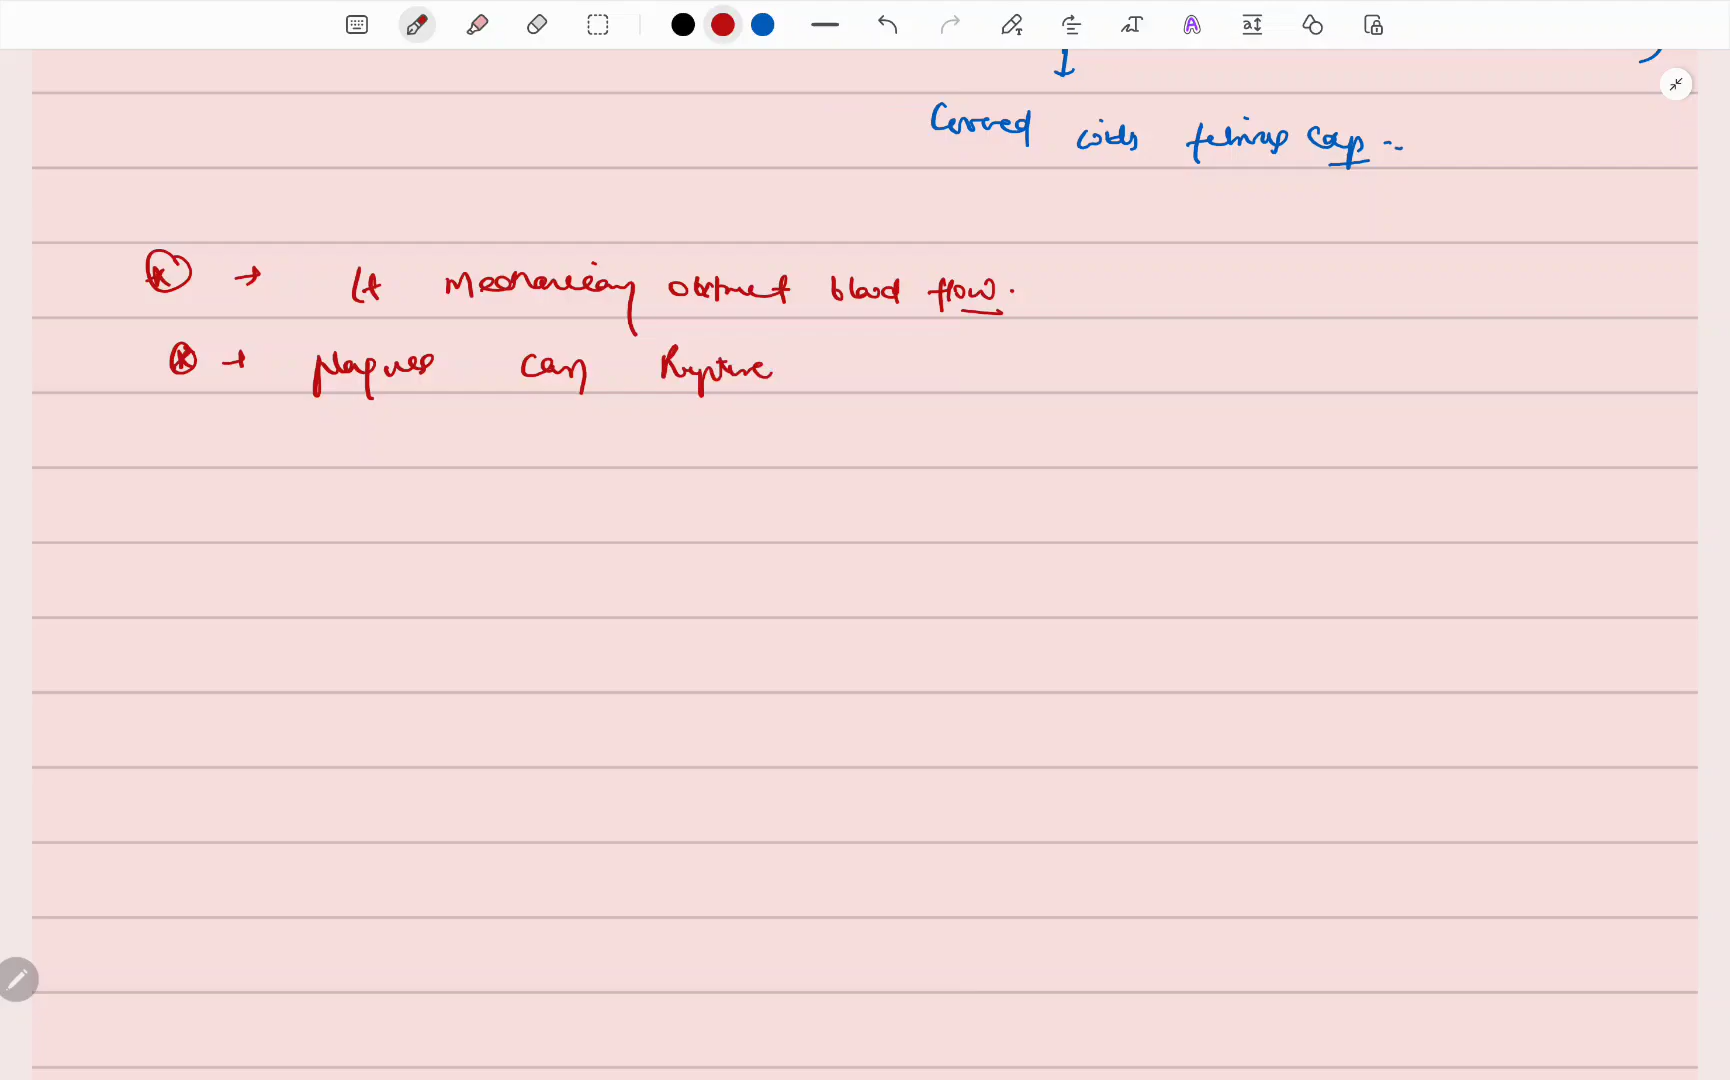 Covered with fibrous cap --
* → It mechanically obstruct blood flow.
* → plaques can Rupture